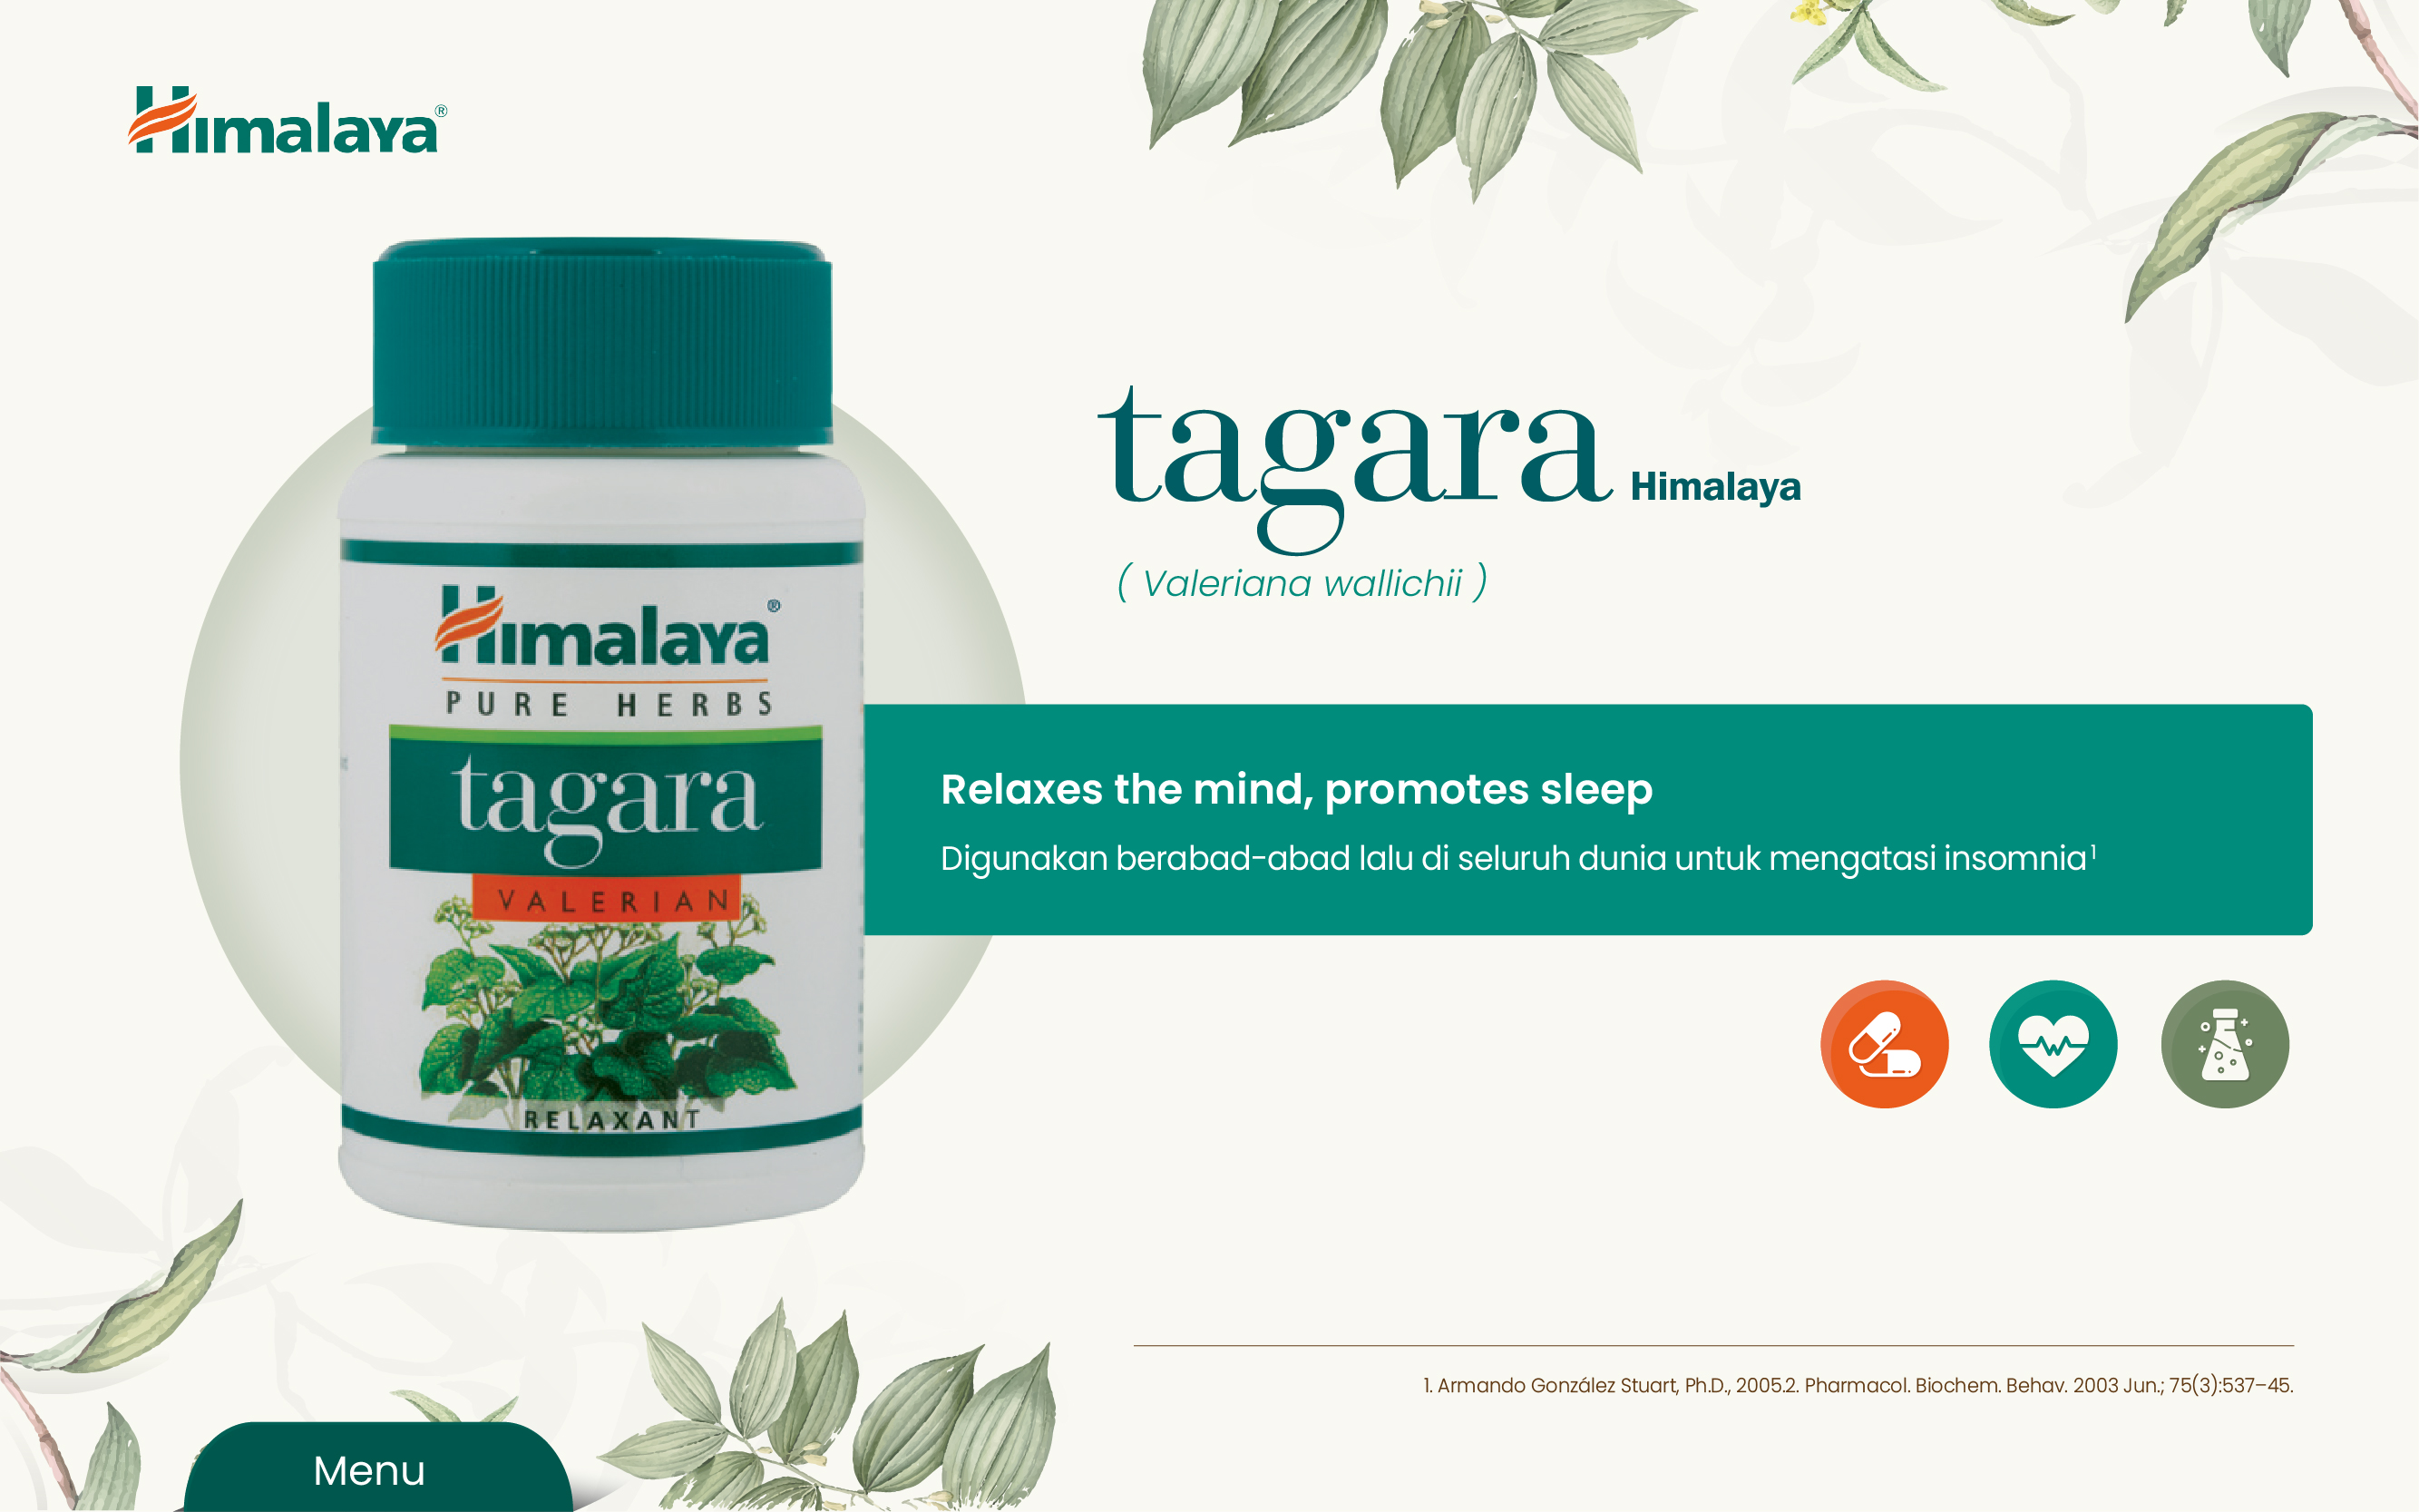 Himalaya®
tagara Himalaya
( Valeriana wallichii )
Himalaya®
PURE HERBS
tagara
VALERIAN
RELAXANT
Relaxes the mind, promotes sleep
Digunakan berabad-abad lalu di seluruh dunia untuk mengatasi insomnia¹
1. Armando González Stuart, Ph.D., 2005.2. Pharmacol. Biochem. Behav. 2003 Jun.; 75(3):537–45.
Menu